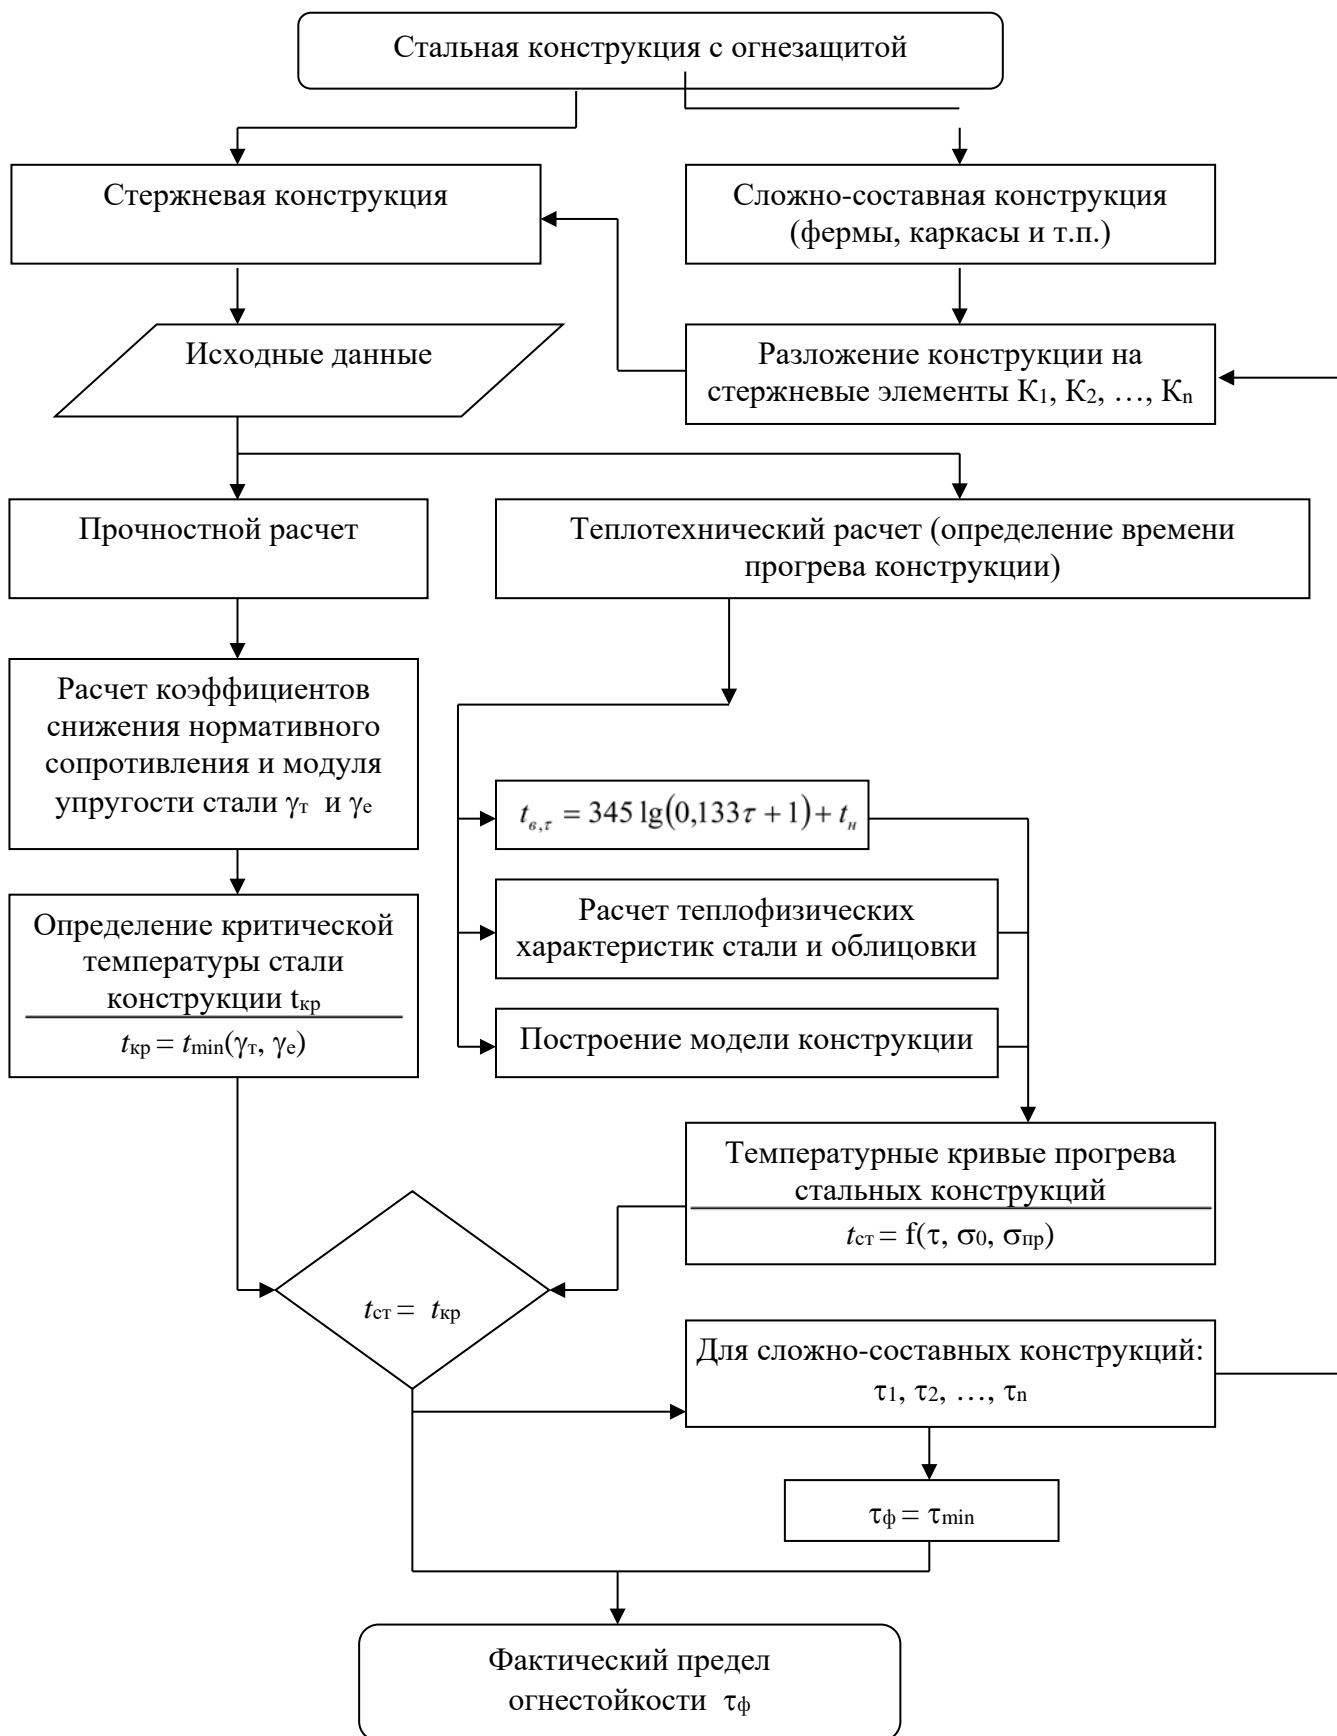 Стальная конструкция с огнезащитой
Стержневая конструкция
Сложно-составная конструкция
(фермы, каркасы и т.п.)
Исходные данные
Разложение конструкции на
стержневые элементы К₁, К₂, …, Кₙ
Прочностной расчет
Теплотехнический расчет (определение времени
прогрева конструкции)
Расчет коэффициентов
снижения нормативного
сопротивления и модуля
упругости стали γт и γе
t в,τ = 345 lg(0,133τ + 1) + t н
Расчет теплофизических
характеристик стали и облицовки
Построение модели конструкции
Определение критической
температуры стали
конструкции tкр
tкр = tmin(γт, γе)
Температурные кривые прогрева
стальных конструкций
tст = f(τ, σ0, σпр)
tст = tкр
Для сложно-составных конструкций:
τ₁, τ₂, …, τₙ
τф = τmin
Фактический предел
огнестойкости τф